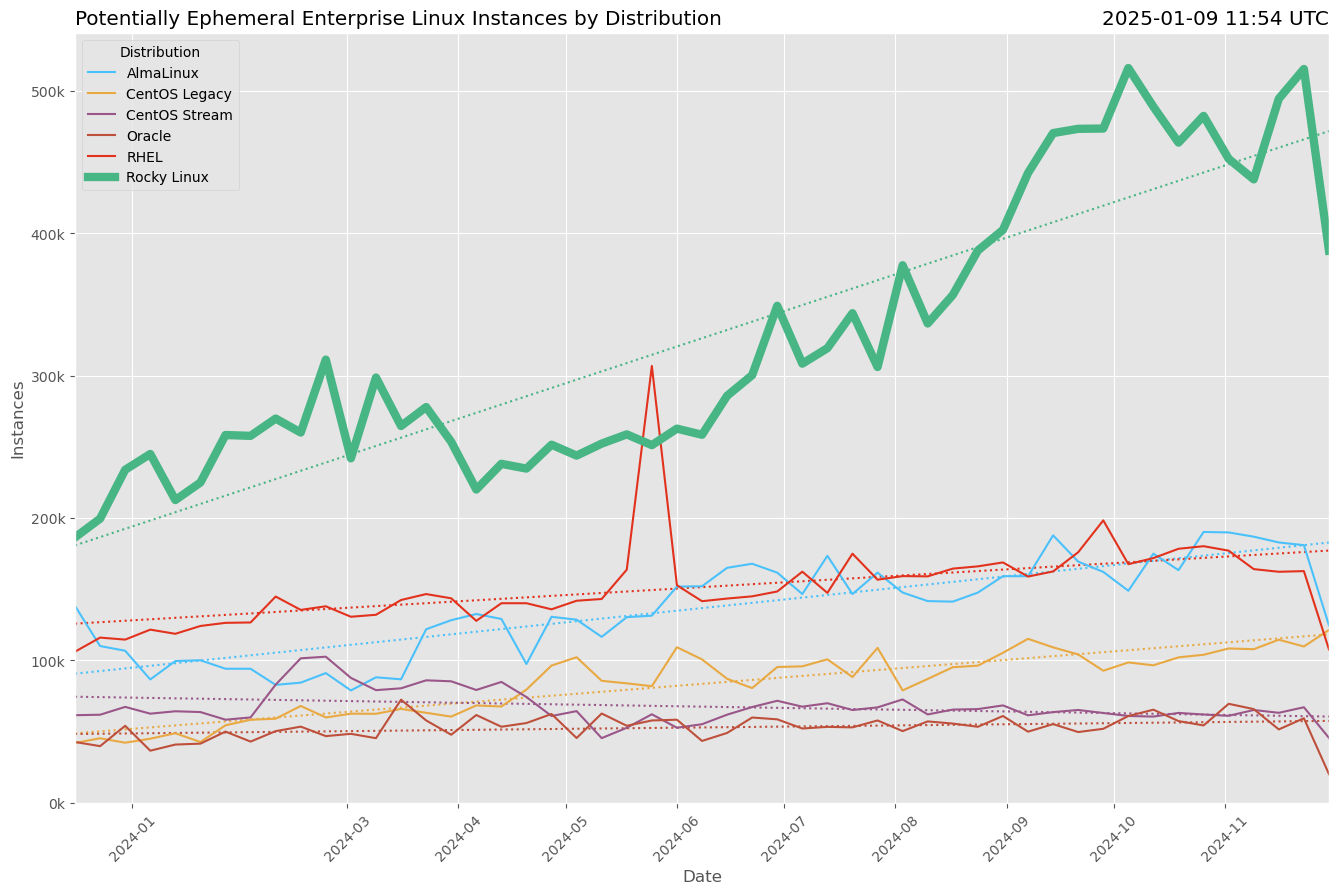 Potentially Ephemeral Enterprise Linux Instances by Distribution
2025-01-09 11:54 UTC
Distribution
AlmaLinux
CentOS Legacy
CentOS Stream
Oracle
RHEL
Rocky Linux
500k
400k
300k
200k
100k
0k
Instances
2024-01
2024-03
2024-04
2024-05
2024-06
2024-07
2024-08
2024-09
2024-10
2024-11
Date